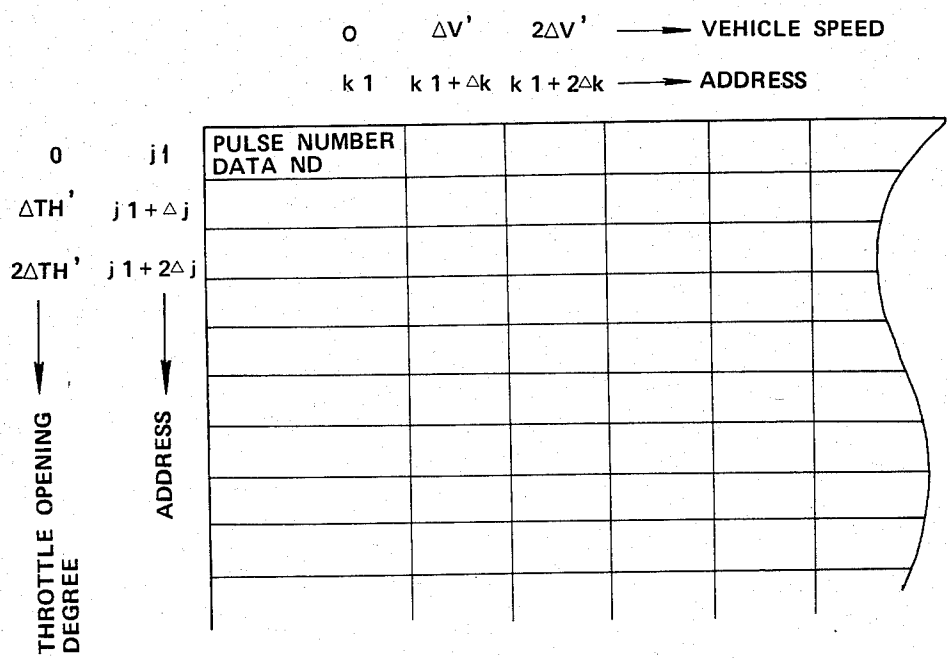 0 ΔV' 2ΔV' → VEHICLE SPEED
k1 k1+Δk k1+2Δk → ADDRESS
0 j1 PULSE NUMBER
DATA ND
ΔTH' j1+Δj
2ΔTH' j1+2Δj
THROTTLE OPENING
DEGREE
ADDRESS